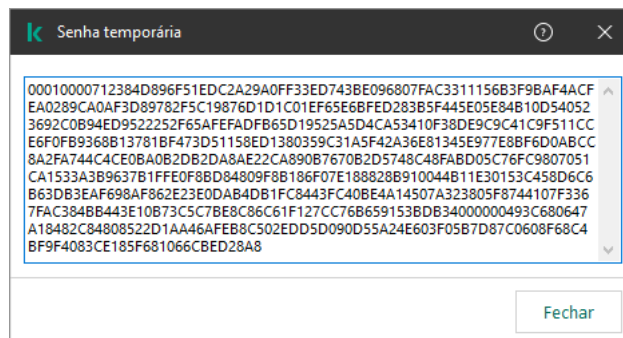 Senha temporária
00010000712384D896F51EDC2A29A0FF33ED743BE096807FAC3311156B3F9BAF4ACF
EA0289CA0AF3D89782F5C19876D1D1C01EF65E6BFED283B5F445E05E84B10D54052
3692C0B94ED9522252F65AFEFADFB65D19525A5D4CA53410F38DE9C9C41C9F511CC
E6F0FB9368B13781BF473D51158ED1380359C31A5F42A36E81345E977E8BF6D0ABCC
8A2FA744C4CE0BA0B2DB2DA8AE22CA890B7670B2D5748C48FABD05C76FC9807051
CA1533A3B9637B1FFE0F8BD84809F8B186F07E188828B910044B11E30153C458D6C6
B63DB3EAF698AF862E23E0DAB4DB1FC8443FC40BE4A14507A323805F8744107F336
7FAC384BB443E10B73C5C7BE8C86C61F127CC76B659153BDB34000000493C680647
A18482C84808522D1AA46AFEB8C502EDD5D090D55A24E603F05B7D87C0608F68C4
BF9F4083CE185F681066CBED28A8
Fechar